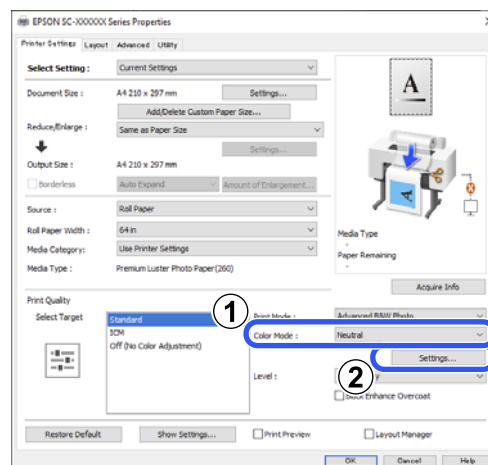 EPSON SC-XXXXXX Series Properties
Printer Settings Layout Advanced Utility
Select Setting : Current Settings
Document Size : A4 210 x 297 mm Settings...
Add/Delete Custom Paper Size...
Reduce/Enlarge : Same as Paper Size
Settings...
Output Size : A4 210 x 297 mm
Borderless Auto Expand Amount of Enlargement...
Source : Roll Paper
Roll Paper Width : 64 in
Media Category: Use Printer Settings
Media Type : Premium Luster Photo Paper(260)
A
A
Media Type
-
Paper Remaining
-
Acquire Info
Print Quality
Select Target
Standard
ICM
Off (No Color Adjustment)
1
Print Mode : Advanced B&W Photo
Color Mode : Neutral
Settings...
2
Level :
Enhance Overcoat
Restore Default Show Settings... Print Preview Layout Manager
OK Cancel Help